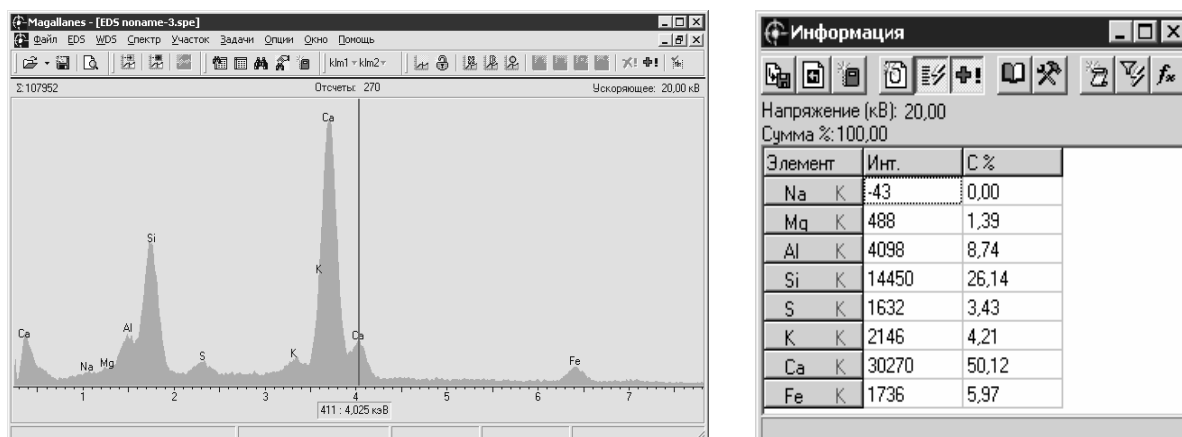 Magallanes - [EDS noname-3.spe]
Файл EDS WDS Спектр Участок Задачи Опции Окно Помощь
klm1 klm2
Σ:107952 Отсчеты: 270 Ускоряющее: 20,00 кВ
Ca
Si
K
Ca Al Ca
Na Mg S K Fe
1 2 3 4 5 6 7
411 : 4,025 кэВ
Информация
Напряжение (кВ): 20,00
Сумма %:100,00
Элемент Инт. C %
Na K -43 0,00
Mg K 488 1,39
Al K 4098 8,74
Si K 14450 26,14
S K 1632 3,43
K K 2146 4,21
Ca K 30270 50,12
Fe K 1736 5,97